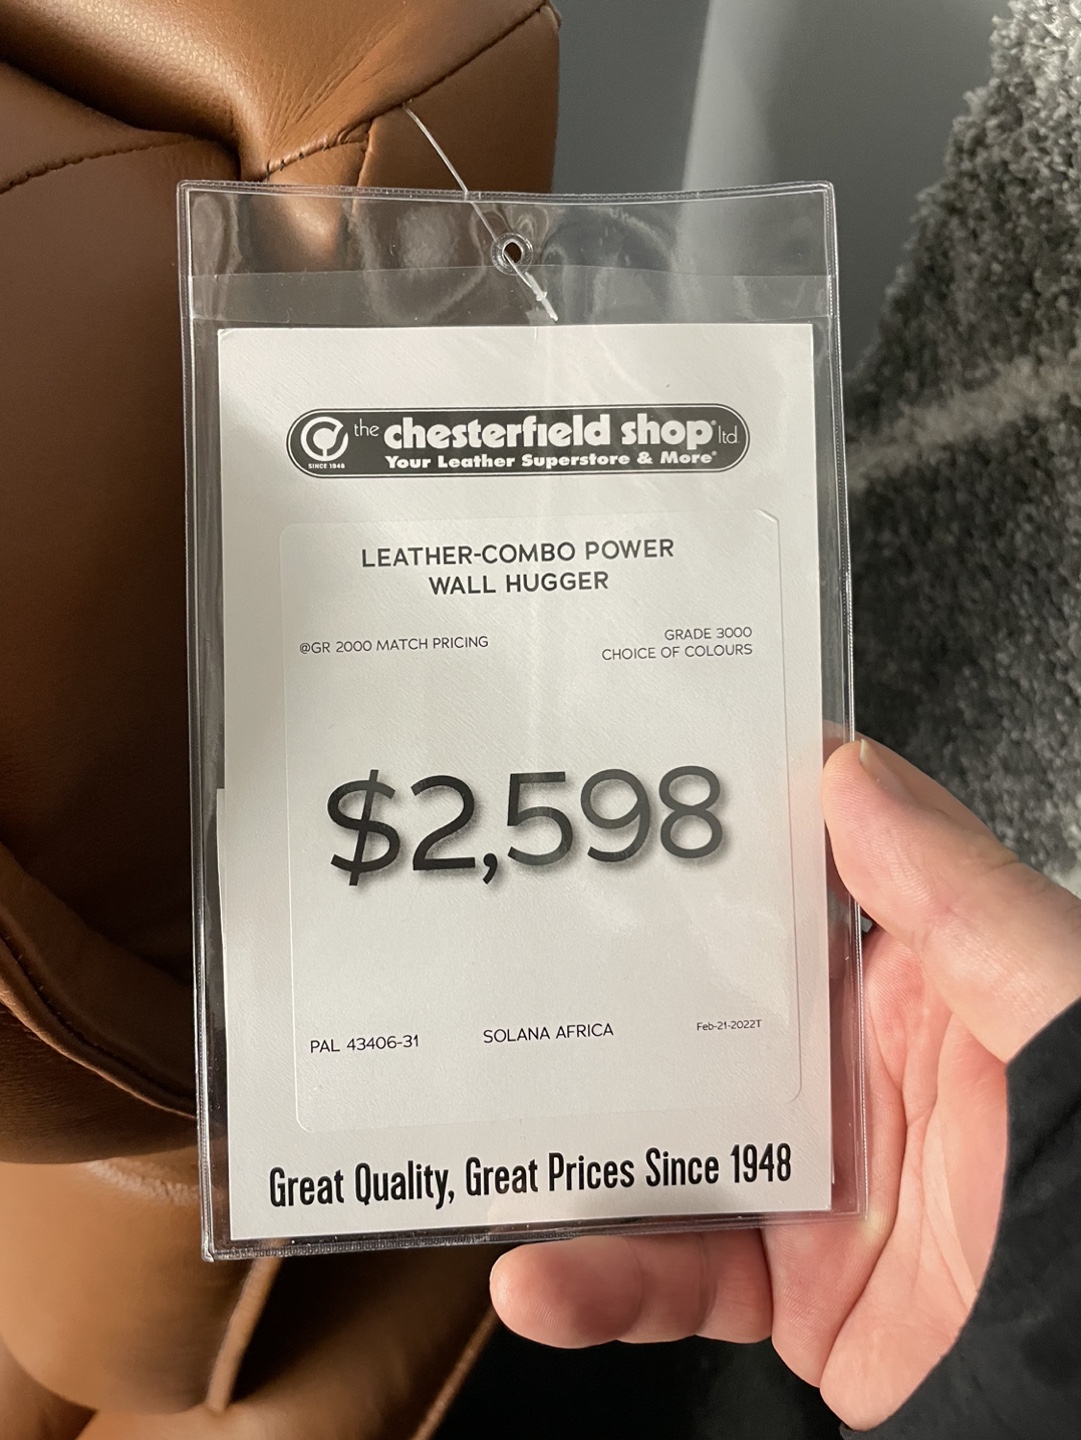 the chesterfield shop® ltd
SINCE 1948
Your Leather Superstore & More®
LEATHER-COMBO POWER
WALL HUGGER
@GR 2000 MATCH PRICING
GRADE 3000
CHOICE OF COLOURS
$2,598
PAL 43406-31 SOLANA AFRICA Feb-21-2022T
Great Quality, Great Prices Since 1948